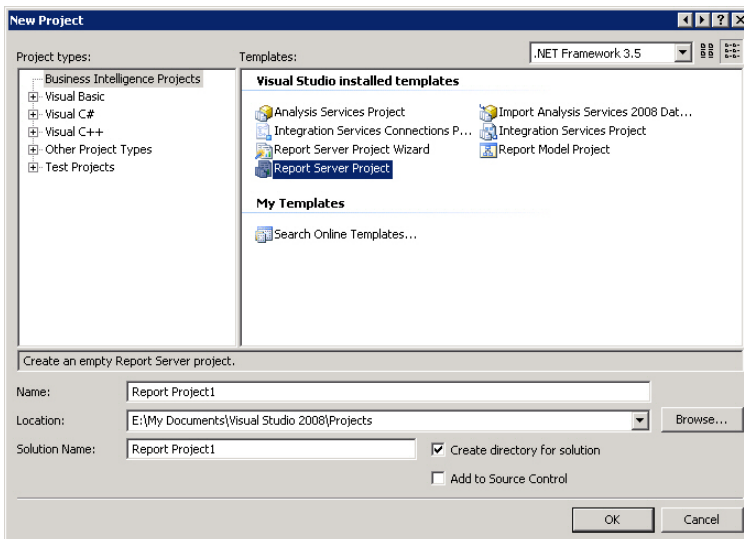 New Project
Project types:
Templates:
.NET Framework 3.5
Business Intelligence Projects
Visual Basic
Visual C#
Visual C++
Other Project Types
Test Projects
Visual Studio installed templates
Analysis Services Project
Import Analysis Services 2008 Dat...
Integration Services Connections P...
Integration Services Project
Report Server Project Wizard
Report Model Project
Report Server Project
My Templates
Search Online Templates...
Create an empty Report Server project.
Name:
Report Project1
Location:
E:\My Documents\Visual Studio 2008\Projects
Browse...
Solution Name:
Report Project1
Create directory for solution
Add to Source Control
OK
Cancel